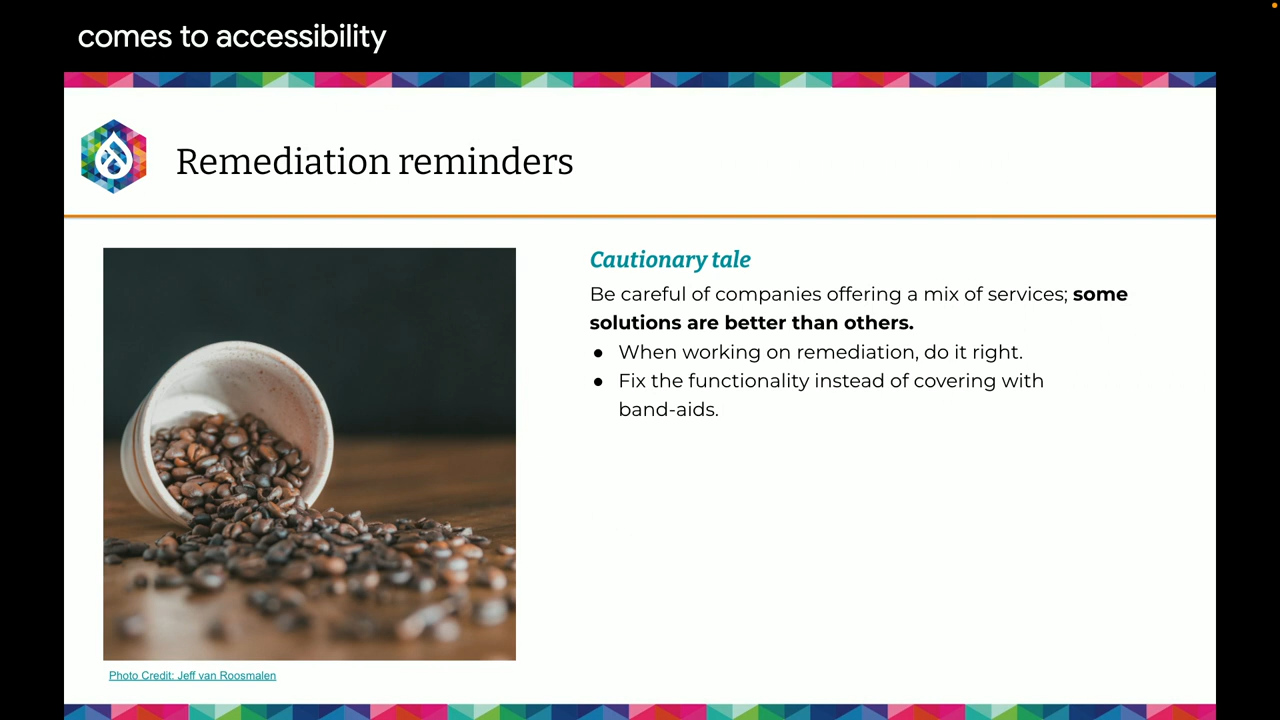 comes to accessibility
Remediation reminders
Cautionary tale
Be careful of companies offering a mix of services; some
solutions are better than others.
● When working on remediation, do it right.
● Fix the functionality instead of covering with
band-aids.
Photo Credit: Jeff van Roosmalen